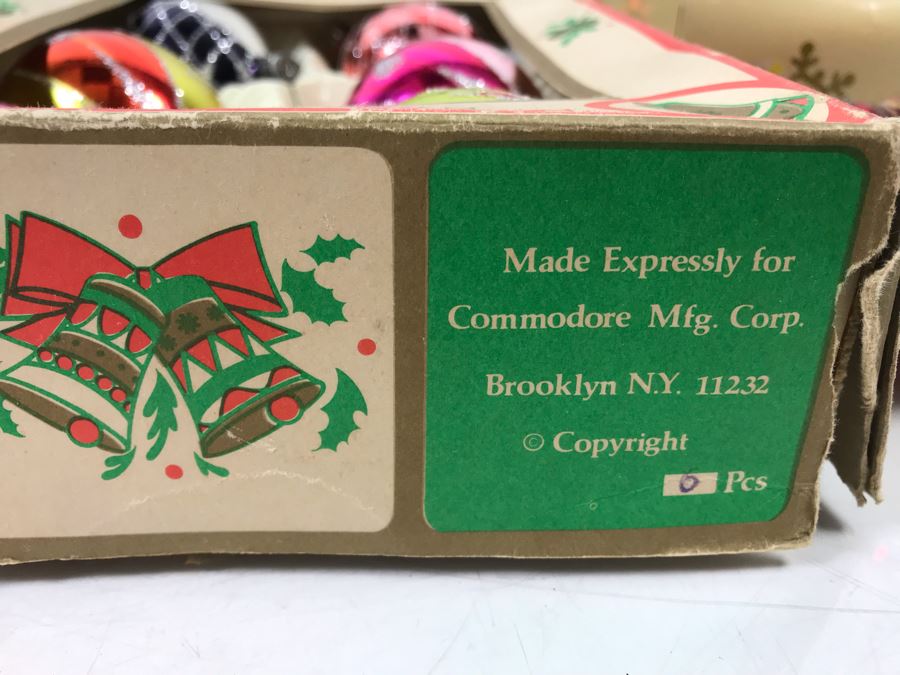 Made Expressly for
Commodore Mfg. Corp.
Brooklyn N.Y. 11232
© Copyright
6 Pcs